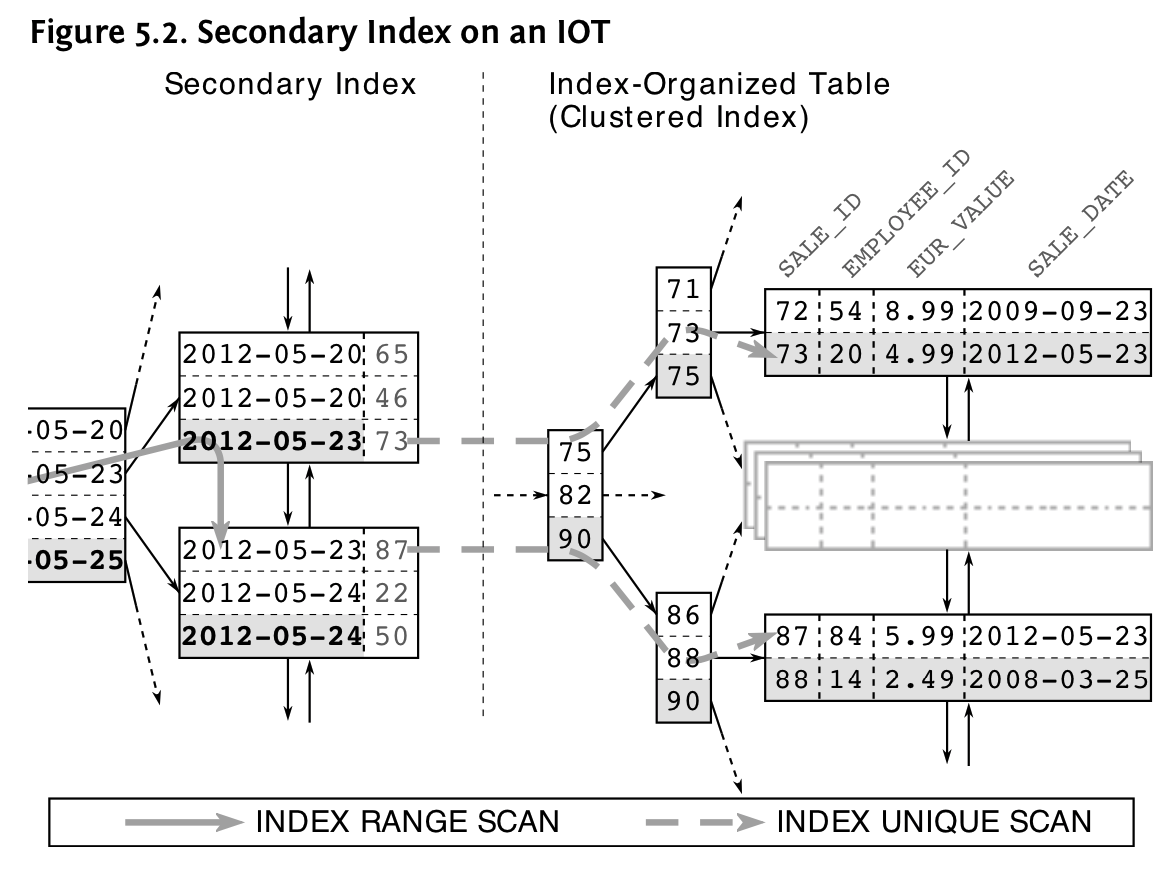 Figure 5.2. Secondary Index on an IOT
Secondary Index
-05-20
-05-23
-05-24
-05-25
2012-05-20 65
2012-05-20 46
2012-05-23 73
2012-05-23 87
2012-05-24 22
2012-05-24 50
Index-Organized Table
(Clustered Index)
75
82
90
71
73
75
86
88
90
SALE_ID EMPLOYEE_ID EUR_VALUE SALE_DATE
72 54 8.99 2009-09-23
73 20 4.99 2012-05-23
87 84 5.99 2012-05-23
88 14 2.49 2008-03-25
INDEX RANGE SCAN INDEX UNIQUE SCAN